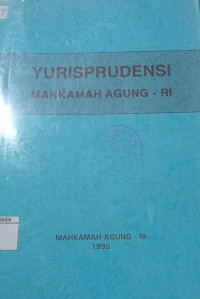 YURISPRUDENSI
MAHKAMAH AGUNG - RI
MAHKAMAH AGUNG - RI
1995